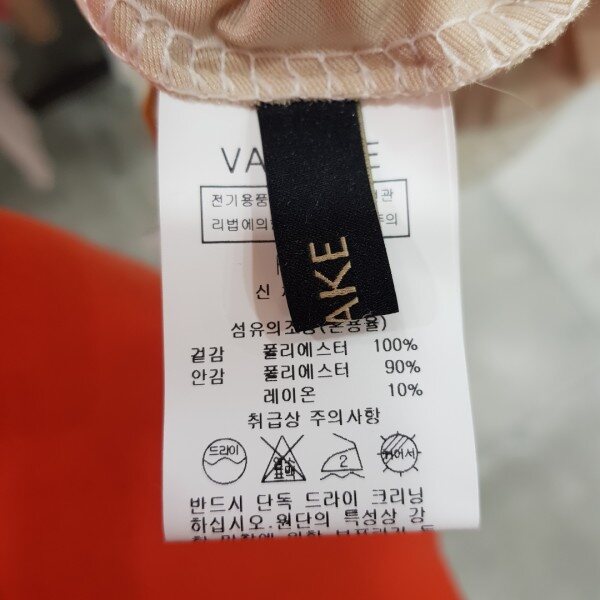 VA
E
전기용품
관
리법에의
주의
AKE
신
섬유의조성(혼용율)
겉감 폴리에스터 100%
안감 폴리에스터 90%
레이온 10%
취급상 주의사항
드라이
2
반드시 단독 드라이 크리닝
하십시오.원단의 특성상 강